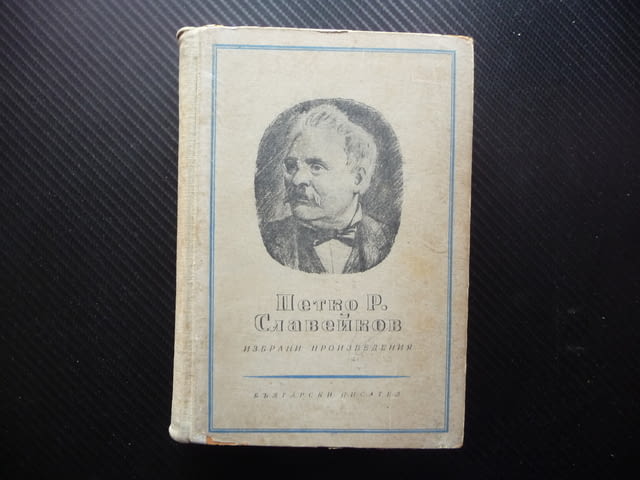 Петко Р.
Славейков
ИЗБРАНИ ПРОИЗВЕДЕНИЯ
БЪЛГАРСКИ ПИСАТЕЛ